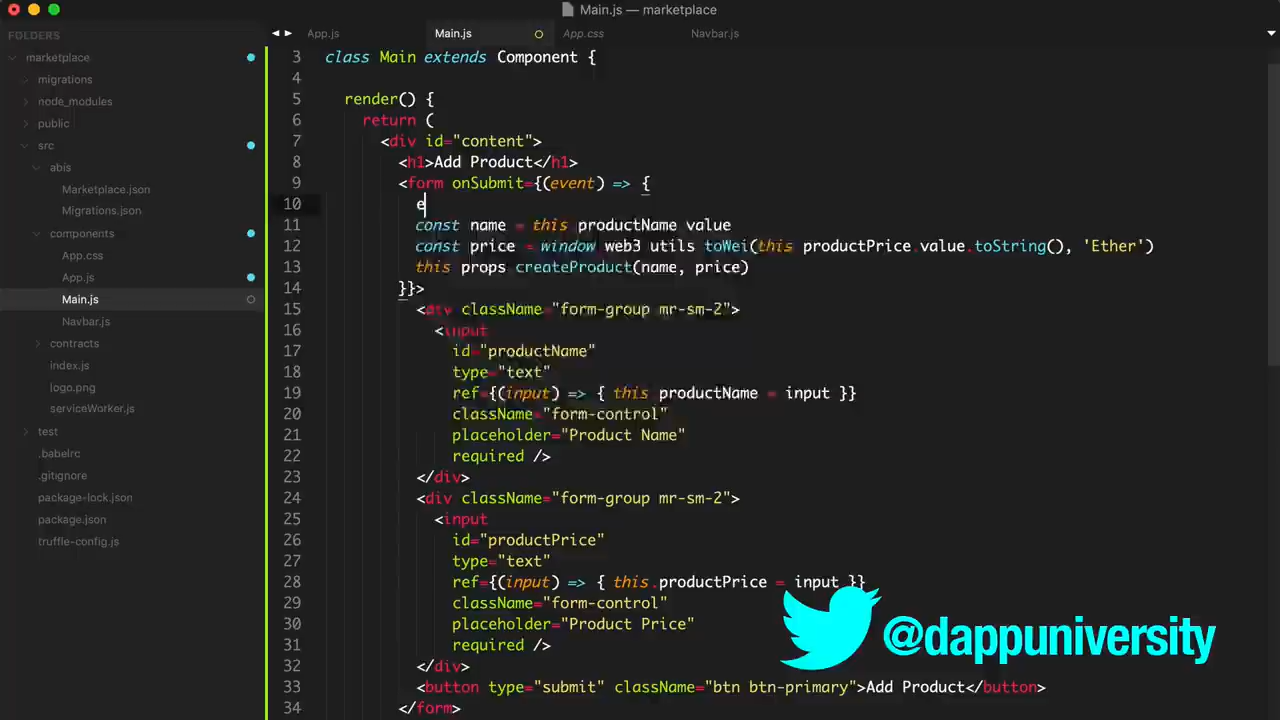 Main.js — marketplace
FOLDERS
marketplace
migrations
node_modules
public
src
abis
Marketplace.json
Migrations.json
components
App.css
App.js
Main.js
Navbar.js
contracts
index.js
logo.png
serviceWorker.js
test
.babelrc
.gitignore
package-lock.json
package.json
truffle-config.js
App.js
Main.js
App.css
Navbar.js
3 class Main extends Component {
4
5 render() {
6 return (
7 <div id="content">
8 <h1>Add Product</h1>
9 <form onSubmit={(event) => {
10 e
11 const name = this productName value
12 const price = window web3 utils toWei(this productPrice.value.toString(), 'Ether')
13 this props createProduct(name, price)
14 }}>
15 <div className="form-group mr-sm-2">
16 <input
17 id="productName"
18 type="text"
19 ref={(input) => { this productName = input }}
20 className="form-control"
21 placeholder="Product Name"
22 required />
23 </div>
24 <div className="form-group mr-sm-2">
25 <input
26 id="productPrice"
27 type="text"
28 ref={(input) => { this.productPrice = input }}
29 className="form-control"
30 placeholder="Product Price"
31 required />
32 </div>
33 <button type="submit" className="btn btn-primary">Add Product</button>
34 </form>
@dappuniversity